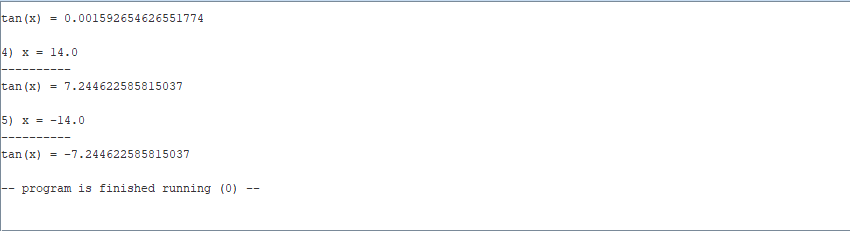 tan(x) = 0.001592654626551774
4) x = 14.0
----------
tan(x) = 7.244622585815037
5) x = -14.0
----------
tan(x) = -7.244622585815037
-- program is finished running (0) --